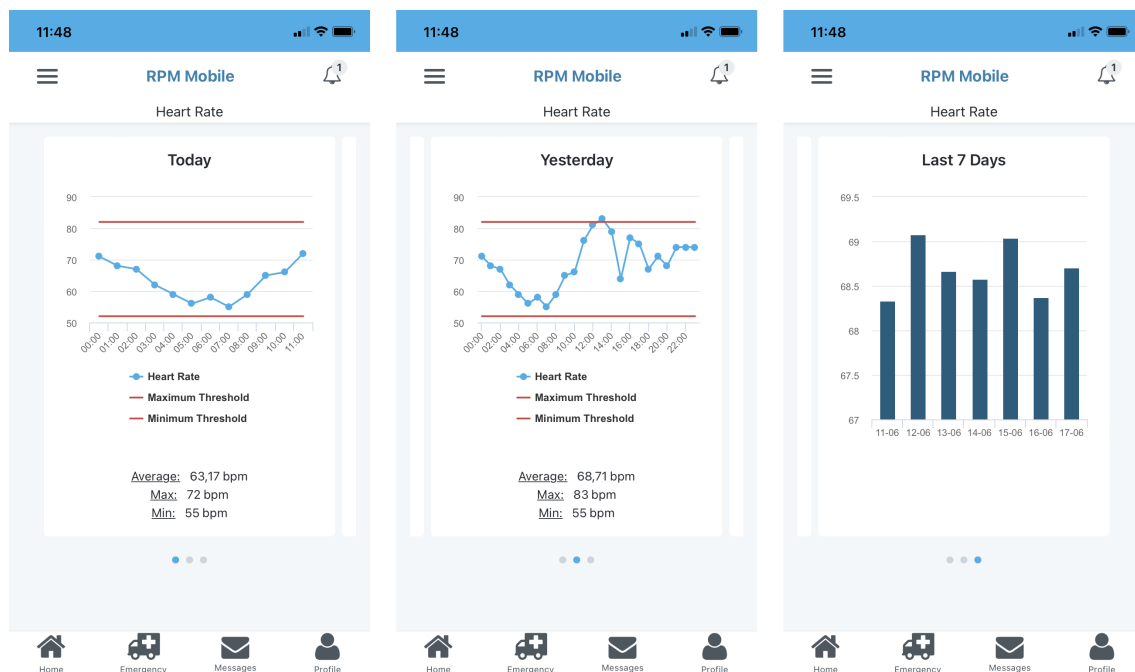 11:48
RPM Mobile
1
Heart Rate
Today
90
80
70
60
50
00:00 01:00 02:00 03:00 04:00 05:00 06:00 07:00 08:00 09:00 10:00 11:00
Heart Rate
Maximum Threshold
Minimum Threshold
Average: 63,17 bpm
Max: 72 bpm
Min: 55 bpm
Home Emergency Messages Profile
11:48
RPM Mobile
1
Heart Rate
Yesterday
90
80
70
60
50
00:00 02:00 04:00 06:00 08:00 10:00 12:00 14:00 16:00 18:00 20:00 22:00
Heart Rate
Maximum Threshold
Minimum Threshold
Average: 68,71 bpm
Max: 83 bpm
Min: 55 bpm
Home Emergency Messages Profile
11:48
RPM Mobile
1
Heart Rate
Last 7 Days
69.5
69
68.5
68
67.5
67
11-06 12-06 13-06 14-06 15-06 16-06 17-06
Home Emergency Messages Profile